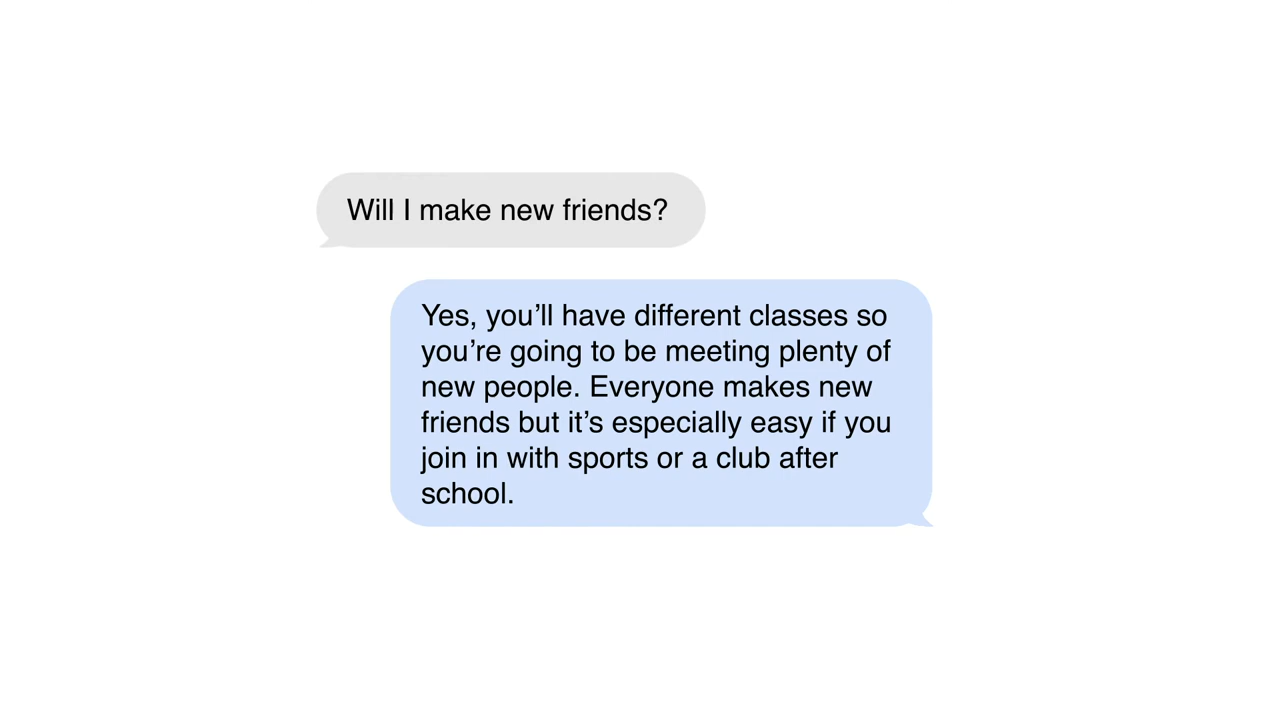 Will I make new friends?
Yes, you’ll have different classes so
you’re going to be meeting plenty of
new people. Everyone makes new
friends but it’s especially easy if you
join in with sports or a club after
school.